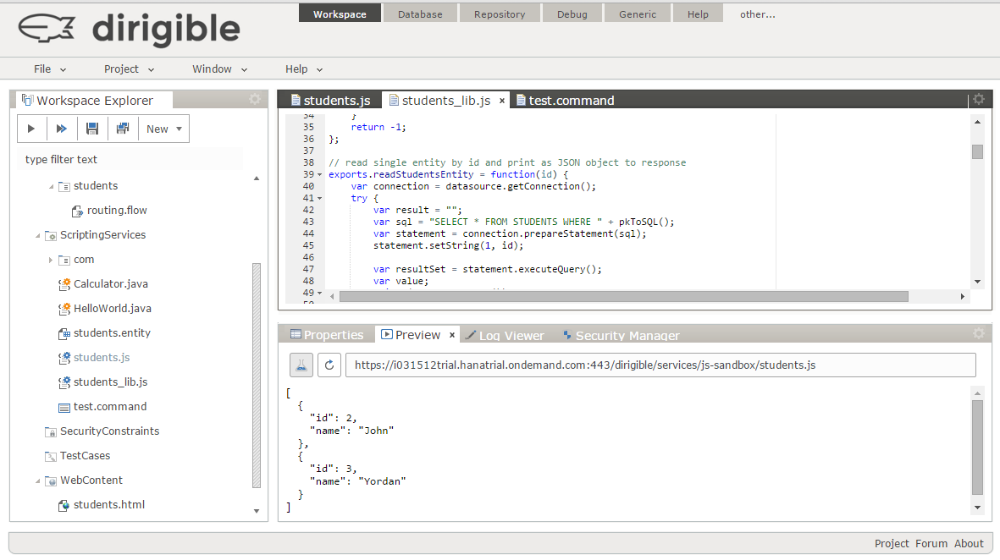 dirigible
Workspace Database Repository Debug Generic Help other...
File Project Window Help
Workspace Explorer
New
type filter text
students
routing.flow
ScriptingServices
com
Calculator.java
HelloWorld.java
students.entity
students.js
students_lib.js
test.command
SecurityConstraints
TestCases
WebContent
students.html
students.js students_lib.js x test.command
34 }
35 return -1;
36 };
37
38 // read single entity by id and print as JSON object to response
39 exports.readStudentsEntity = function(id) {
40 var connection = datasource.getConnection();
41 try {
42 var result = "";
43 var sql = "SELECT * FROM STUDENTS WHERE " + pkToSQL();
44 var statement = connection.prepareStatement(sql);
45 statement.setString(1, id);
46
47 var resultSet = statement.executeQuery();
48 var value;
49
50
Properties Preview x Log Viewer Security Manager
https://i031512trial.hanatrial.ondemand.com:443/dirigible/services/js-sandbox/students.js
[
{
"id": 2,
"name": "John"
},
{
"id": 3,
"name": "Yordan"
}
]
Project Forum About